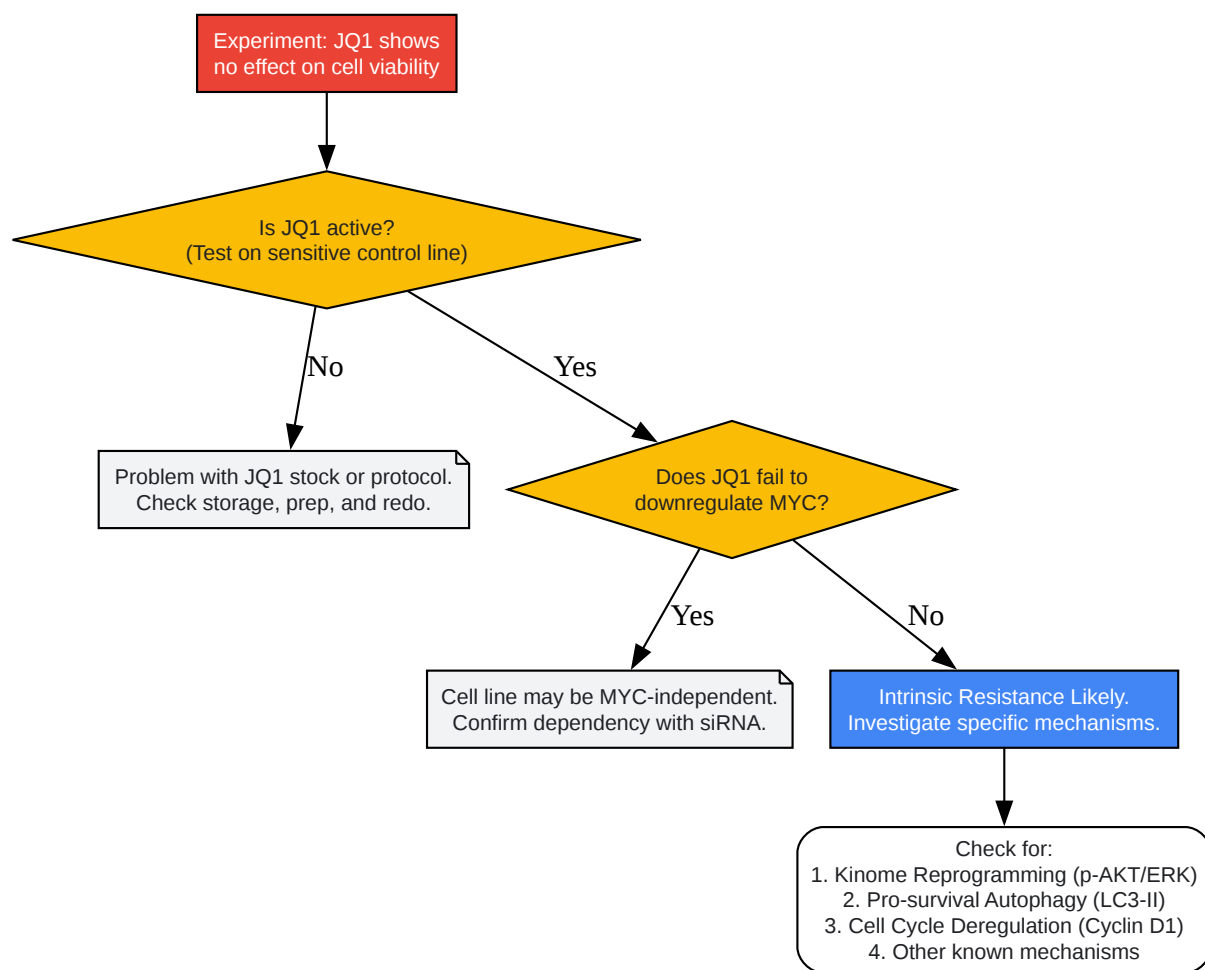 Experiment: JQ1 shows
no effect on cell viability
Is JQ1 active?
(Test on sensitive control line)
No
Yes
Problem with JQ1 stock or protocol.
Check storage, prep, and redo.
Does JQ1 fail to
downregulate MYC?
Yes
No
Cell line may be MYC-independent.
Confirm dependency with siRNA.
Intrinsic Resistance Likely.
Investigate specific mechanisms.
Check for:
1. Kinome Reprogramming (p-AKT/ERK)
2. Pro-survival Autophagy (LC3-II)
3. Cell Cycle Deregulation (Cyclin D1)
4. Other known mechanisms